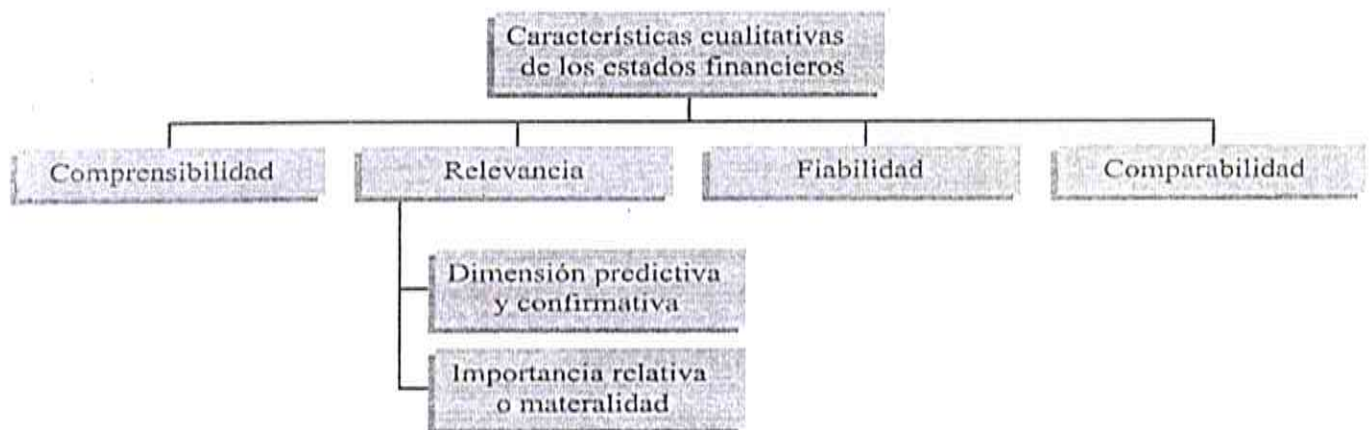 Características cualitativas
de los estados financieros
Comprensibilidad
Relevancia
Fiabilidad
Comparabilidad
Dimensión predictiva
y confirmativa
Importancia relativa
o materalidad